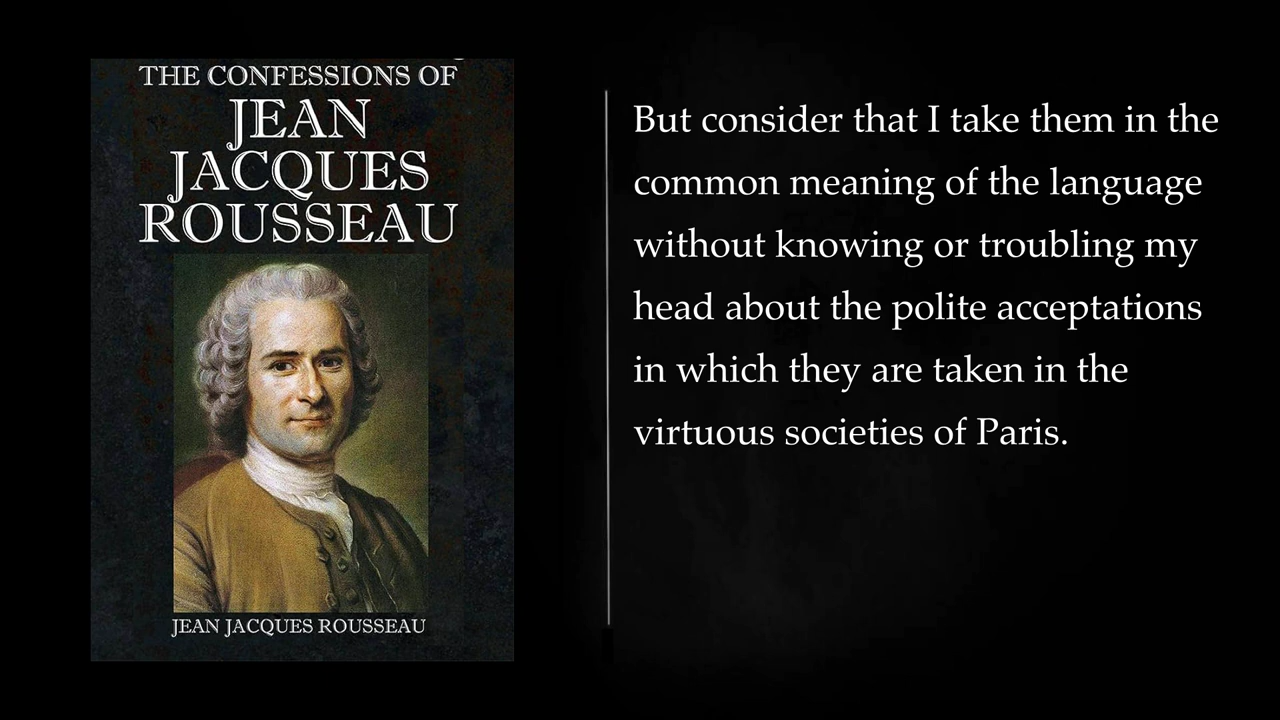 THE CONFESSIONS OF
JEAN
JACQUES
ROUSSEAU
JEAN JACQUES ROUSSEAU
But consider that I take them in the
common meaning of the language
without knowing or troubling my
head about the polite acceptations
in which they are taken in the
virtuous societies of Paris.